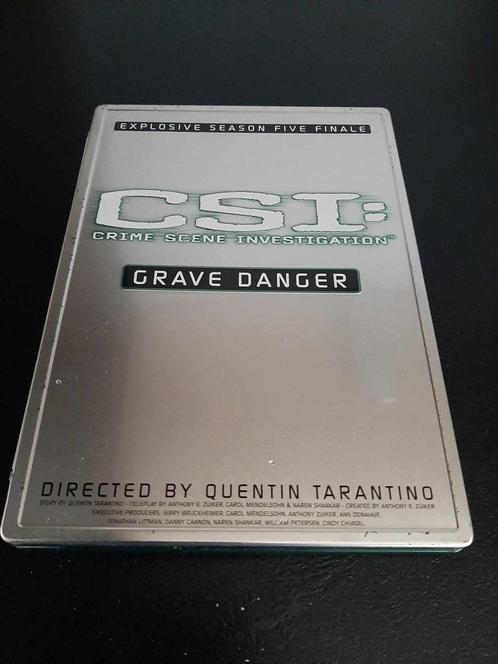 EXPLOSIVE SEASON FIVE FINALE
CSI:
CRIME SCENE INVESTIGATION™
GRAVE DANGER
DIRECTED BY QUENTIN TARANTINO
STORY BY QUENTIN TARANTINO - TELEPLAY BY ANTHONY E. ZUIKER, CAROL MENDELSOHN & NAREN SHANKAR - CREATED BY ANTHONY E. ZUIKER
EXECUTIVE PRODUCERS: JERRY BRUCKHEIMER, CAROL MENDELSOHN, ANTHONY ZUIKER, ANN DONAHUE,
JONATHAN LITTMAN, DANNY CANNON, NAREN SHANKAR, WILLIAM PETERSEN, CINDY CHVATAL